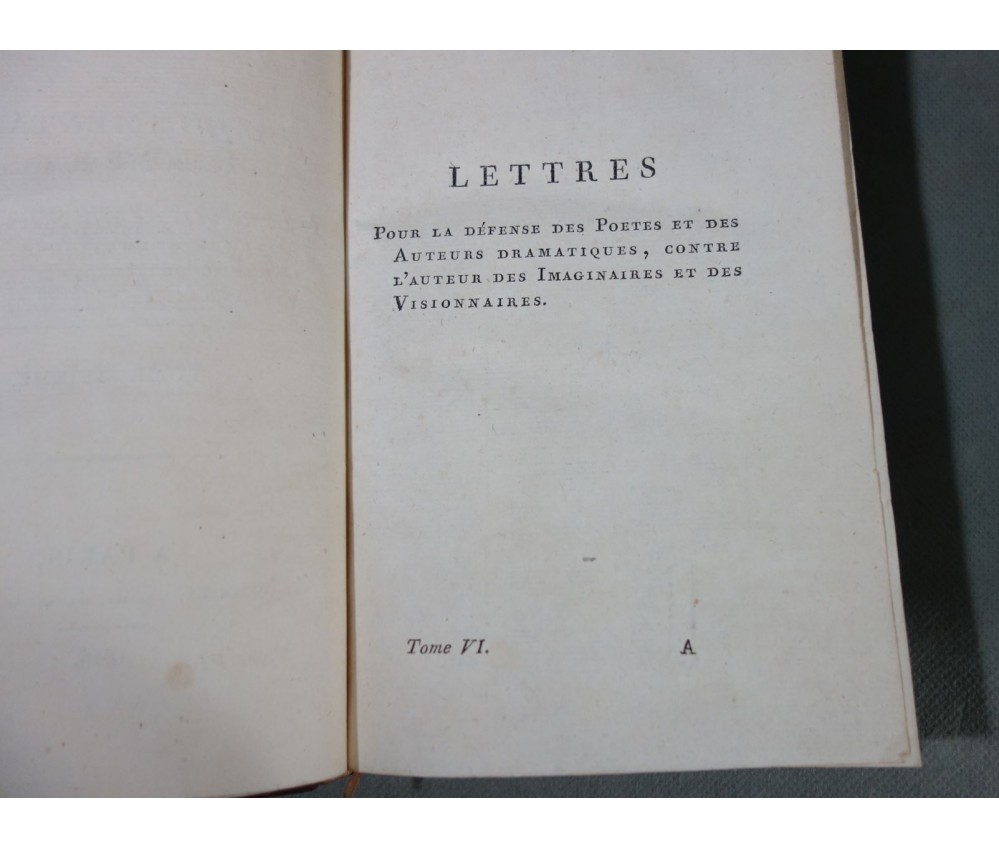 LETTRES
POUR LA DÉFENSE DES POETES ET DES
AUTEURS DRAMATIQUES, CONTRE
L'AUTEUR DES IMAGINAIRES ET DES
VISIONNAIRES.
Tome VI. A